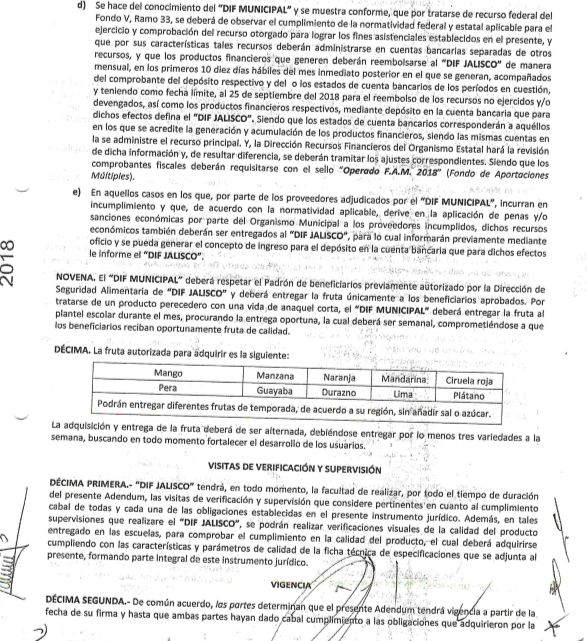 d) Se hace del conocimiento del "DIF MUNICIPAL" y se muestra conforme, que por tratarse de recurso federal del
Fondo V, Ramo 33, se deberá de observar el cumplimiento de la normatividad federal y estatal aplicable para el
ejercicio y comprobación del recurso otorgado para lograr los fines asistenciales establecidos en el presente, y
que por sus características tales recursos deberán administrarse en cuentas bancarias separadas de otros
recursos, y que los productos financieros que generen deberán reembolsarse al "DIF JALISCO" de manera
mensual, en los primeros 10 diez días hábiles del mes inmediato posterior en el que se generan, acompañados
del comprobante del depósito respectivo y del o los estados de cuenta bancarios de los períodos en cuestión,
y teniendo como fecha límite, al 25 de septiembre del 2018 para el reembolso de los recursos no ejercidos y/o
devengados, así como los productos financieros respectivos, mediante depósito en la cuenta bancaria que para
dichos efectos defina el "DIF JALISCO". Siendo que los estados de cuenta bancarios corresponderán a aquéllos
en los que se acredite la generación y acumulación de los productos financieros, siendo las mismas cuentas en
la se administre el recurso principal. Y, la Dirección Recursos Financieros del Organismo Estatal hará la revisión
de dicha información y, de resultar diferencia, se deberán tramitar los ajustes correspondientes. Siendo que los
comprobantes fiscales deberán requisitarse con el sello "Operado F.A.M. 2018" (Fondo de Aportaciones
Múltiples).
e) En aquellos casos en los que, por parte de los proveedores adjudicados por el "DIF MUNICIPAL", incurran en
incumplimiento y que, de acuerdo con la normatividad aplicable, derive en la aplicación de penas y/o
sanciones económicas por parte del Organismo Municipal a los proveedores incumplidos, dichos recursos
económicos también deberán ser entregados al "DIF JALISCO", para lo cual informarán previamente mediante
oficio y se pueda generar el concepto de ingreso para el depósito en la cuenta bancaria que para dichos efectos
le informe el "DIF JALISCO".
2018
NOVENA. El "DIF MUNICIPAL" deberá respetar el Padrón de beneficiarios previamente autorizado por la Dirección de
Seguridad Alimentaria de "DIF JALISCO" y deberá entregar la fruta únicamente a los beneficiarios aprobados. Por
tratarse de un producto perecedero con una vida de anaquel corta, el "DIF MUNICIPAL" deberá entregar la fruta al
plantel escolar durante el mes, procurando la entrega oportuna, la cual deberá ser semanal, comprometiéndose a que
los beneficiarios reciban oportunamente fruta de calidad.
DÉCIMA. La fruta autorizada para adquirir es la siguiente:
Mango Manzana Naranja Mandarina Ciruela roja
Pera Guayaba Durazno Lima Plátano
Podrán entregar diferentes frutas de temporada, de acuerdo a su región, sin añadir sal o azúcar.
La adquisición y entrega de la fruta deberá de ser alternada, debiéndose entregar por lo menos tres variedades a la
semana, buscando en todo momento fortalecer el desarrollo de los usuarios.
VISITAS DE VERIFICACIÓN Y SUPERVISIÓN
DÉCIMA PRIMERA.- "DIF JALISCO" tendrá, en todo momento, la facultad de realizar, por todo el tiempo de duración
del presente Adendum, las visitas de verificación y supervisión que considere pertinentes en cuanto al cumplimiento
cabal de todas y cada una de las obligaciones establecidas en el presente instrumento jurídico. Además, en tales
supervisiones que realizare el "DIF JALISCO", se podrán realizar verificaciones visuales de la calidad del producto
entregado en las escuelas, para comprobar el cumplimiento en la calidad del producto, el cual deberá adquirirse
cumpliendo con las características y parámetros de calidad de la ficha técnica de especificaciones que se adjunta al
presente, formando parte integral de este instrumento jurídico.
VIGENCIA
DÉCIMA SEGUNDA.- De común acuerdo, las partes determinan que el presente Adendum tendrá vigencia a partir de la
fecha de su firma y hasta que ambas partes hayan dado cabal cumplimiento a las obligaciones que adquirieron por la